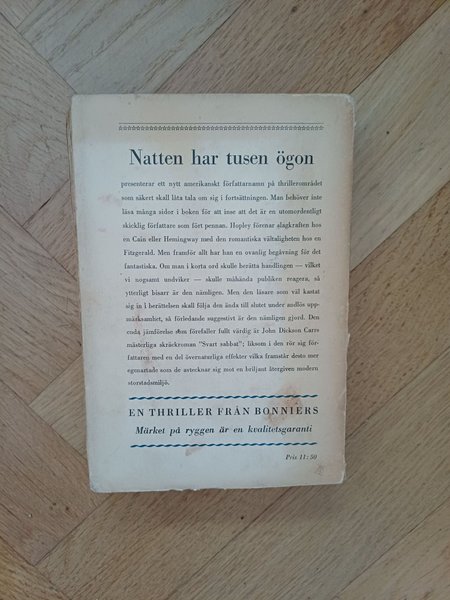 Natten har tusen ögon
presenterar ett nytt amerikanskt författarnamn på thrillerområdet
som säkert skall låta tala om sig i fortsättningen. Man behöver inte
läsa många sidor i boken för att inse att det är en utomordentligt
skicklig författare som fört pennan. Hopley förenar slagkraften hos
en Cain eller Hemingway med den romantiska vältaligheten hos en
Fitzgerald. Men framför allt har han en ovanlig begåvning för det
fantastiska. Om man i korta ord skulle berätta handlingen — vilket
vi nogsamt undviker — skulle måhända publiken reagera, så
ytterligt bisarr är den nämligen. Men den läsare som väl kastat
sig in i berättelsen skall följa den ända till slutet under andlös upp-
märksamhet, så förledande suggestivt är den nämligen gjord. Den
enda jämförelse som förefaller fullt värdig är John Dickson Carrs
mästerliga skräckroman "Svart sabbat"; liksom i den rör sig för-
fattaren med en del övernaturliga effekter vilka framstår desto mer
egenartade som de avtecknar sig mot en briljant återgiven modern
storstadsmiljö.
EN THRILLER FRÅN BONNIERS
Märket på ryggen är en kvalitetsgaranti
Pris 11:50